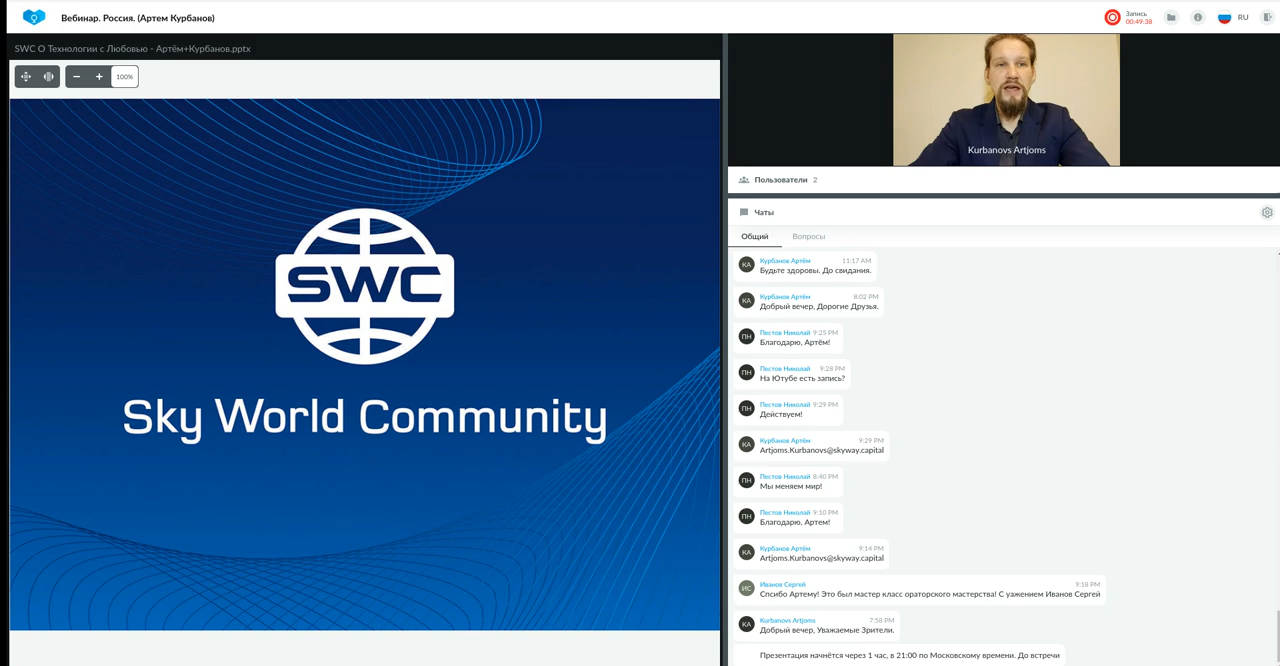 Вебинар. Россия. (Артем Курбанов)
Запись
00:49:38
RU
SWC О Технологии с Любовью - Артём+Курбанов.pptx
100%
SWC
Sky World Community
Kurbanovs Artjoms
Пользователи 2
Чаты
Общий Вопросы
КА Курбанов Артём 11:17 AM
Будьте здоровы. До свидания.
КА Курбанов Артём 8:02 PM
Добрый вечер, Дорогие Друзья.
ПН Пестов Николай 9:25 PM
Благодарю, Артём!
ПН Пестов Николай 9:28 PM
На Ютубе есть запись?
ПН Пестов Николай 9:29 PM
Действуем!
КА Курбанов Артём 9:29 PM
Artjoms.Kurbanovs@skyway.capital
ПН Пестов Николай 8:40 PM
Мы меняем мир!
ПН Пестов Николай 9:10 PM
Благодарю, Артем!
КА Курбанов Артём 9:14 PM
Artjoms.Kurbanovs@skyway.capital
ИС Иванов Сергей 9:18 PM
Спсибо Артему! Это был мастер класс ораторского мастерства! С уажением Иванов Сергей
КА Kurbanovs Artjoms 7:58 PM
Добрый вечер, Уважаемые Зрители.
Презентация начнётся через 1 час, в 21:00 по Московскому времени. До встречи